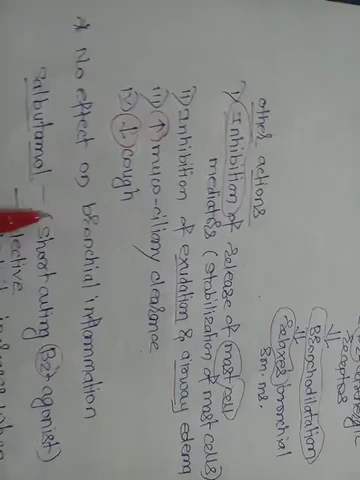 receptor
↓↓
Bronchodilatation
↓↓
relaxes bronchial
sm. ms.
other actions
i) Inhibition of release of mast cell
mediators (stabilization of mast cells)
ii) Inhibition of exudation & airway edema
iii) ↑ muco-ciliary clearance
iv) ↓ cough
* No effect on bronchial inflammation
Salbutamol - short acting (B2+ agonist)